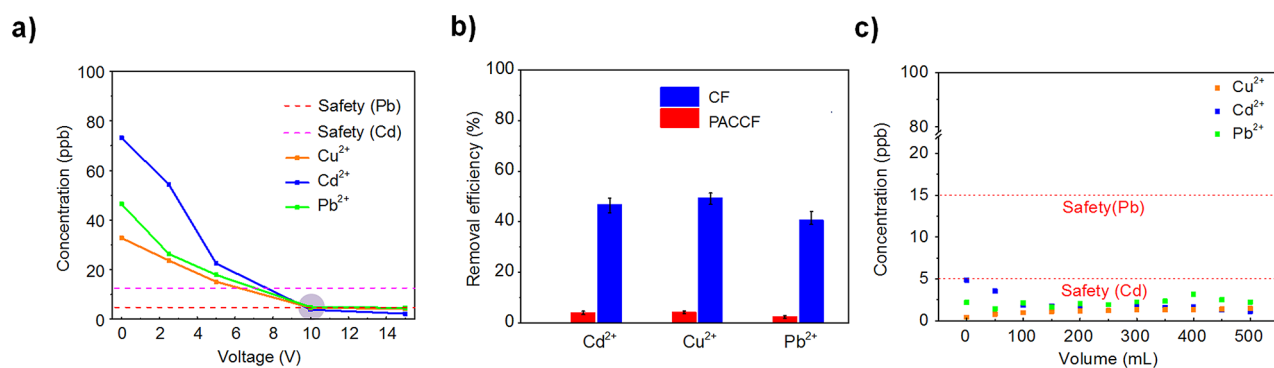 a)
100
80
60
40
20
0
Concentration (ppb)
0 2 4 6 8 10 12 14
Voltage (V)
Safety (Pb)
Safety (Cd)
Cu²⁺
Cd²⁺
Pb²⁺
b)
100
80
60
40
20
0
Removal efficiency (%)
CF
PACCF
Cd²⁺ Cu²⁺ Pb²⁺
c)
100
80
15
10
5
0
Concentration (ppb)
Cu²⁺
Cd²⁺
Pb²⁺
Safety(Pb)
Safety (Cd)
0 100 200 300 400 500
Volume (mL)